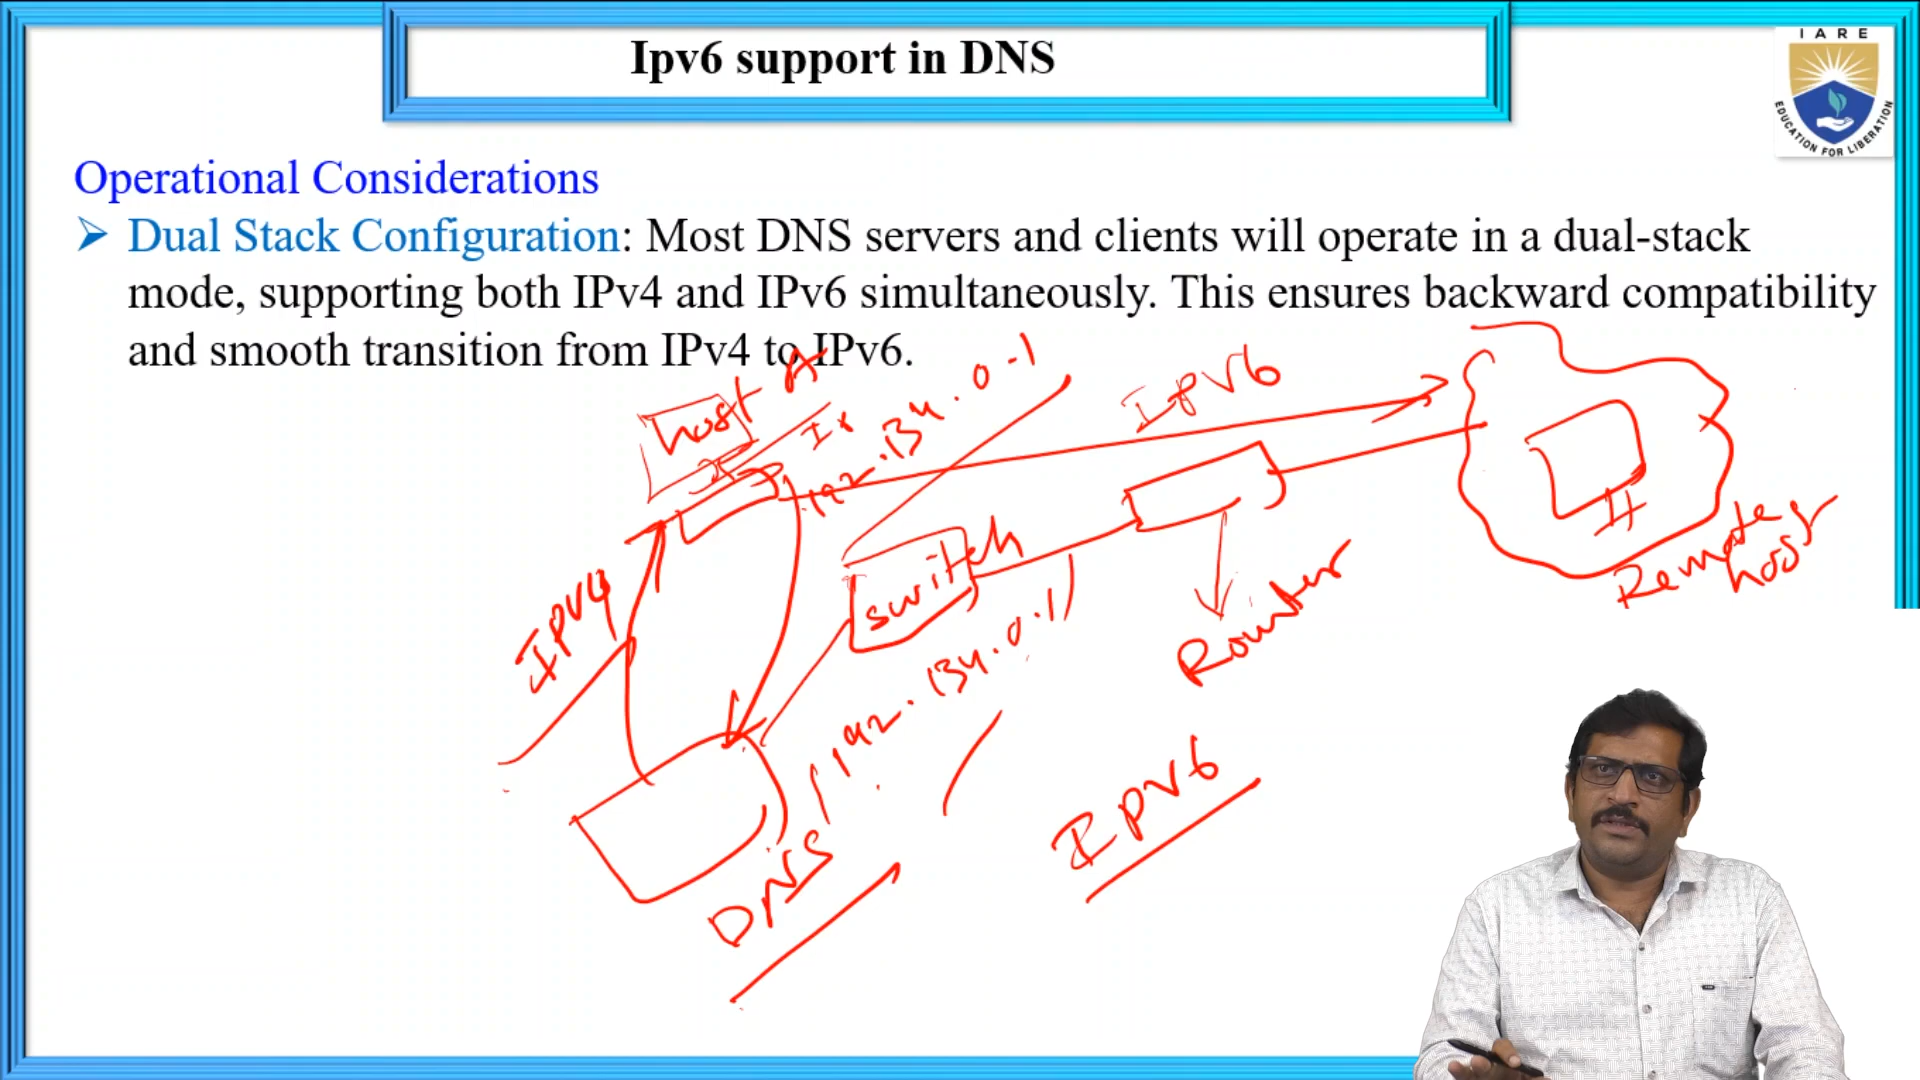 Ipv6 support in DNS
IARE
EDUCATION FOR LIBERATION
Operational Considerations
➤ Dual Stack Configuration: Most DNS servers and clients will operate in a dual-stack
mode, supporting both IPv4 and IPv6 simultaneously. This ensures backward compatibility
and smooth transition from IPv4 to IPv6.
host A
192.134.0.1
IPV6
switch
Router
Remote
host
IPV4
192.134.0.11
DNS
IPV6